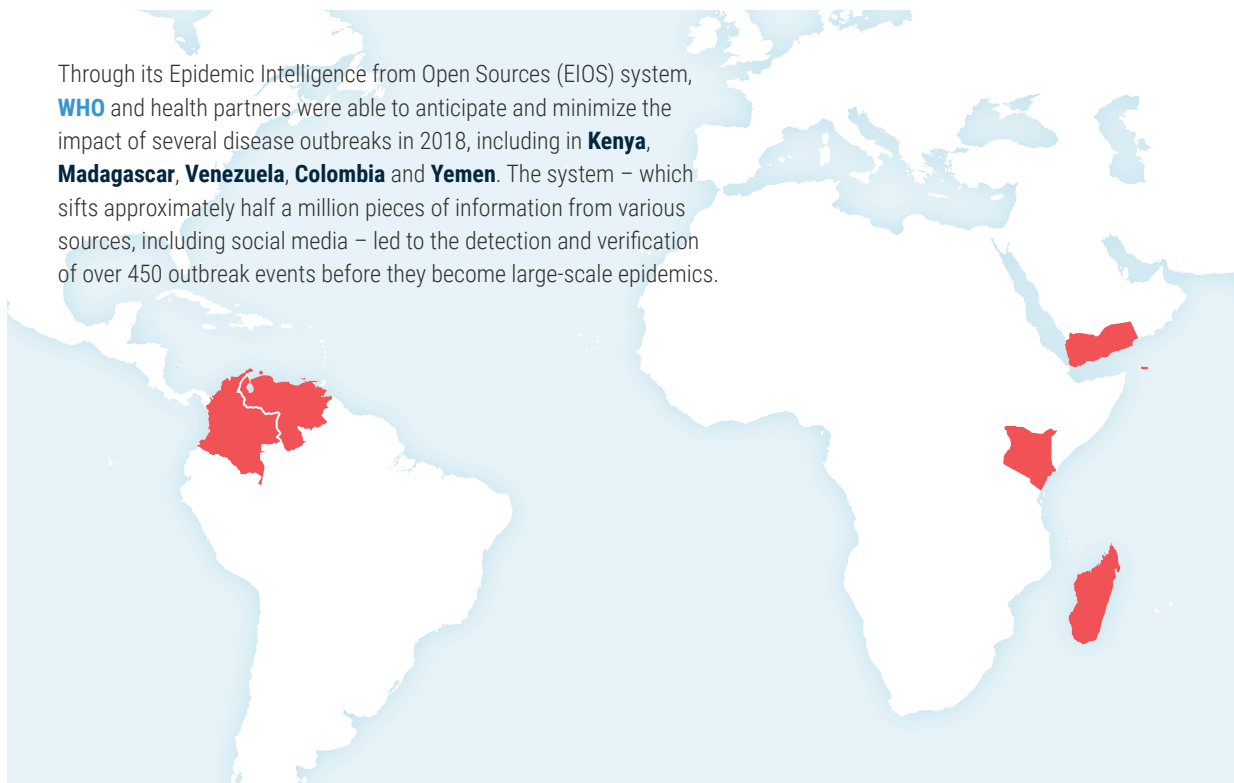 Through its Epidemic Intelligence from Open Sources (EIOS) system,
WHO and health partners were able to anticipate and minimize the
impact of several disease outbreaks in 2018, including in Kenya,
Madagascar, Venezuela, Colombia and Yemen. The system – which
sifts approximately half a million pieces of information from various
sources, including social media – led to the detection and verification
of over 450 outbreak events before they become large-scale epidemics.